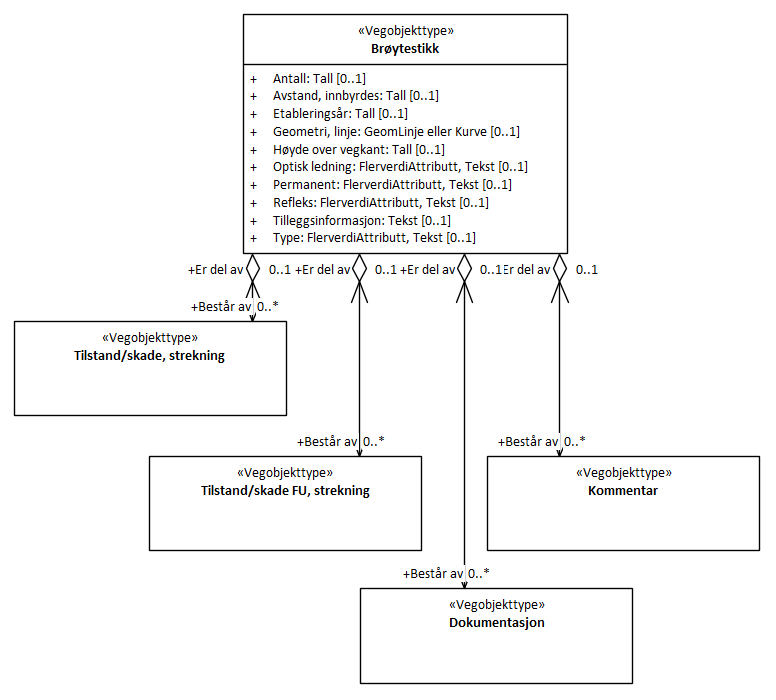 «Vegobjekttype»
Brøytestikk
+ Antall: Tall [0..1]
+ Avstand, innbyrdes: Tall [0..1]
+ Etableringsår: Tall [0..1]
+ Geometri, linje: GeomLinje eller Kurve [0..1]
+ Høyde over vegkant: Tall [0..1]
+ Optisk ledning: FlerverdiAttributt, Tekst [0..1]
+ Permanent: FlerverdiAttributt, Tekst [0..1]
+ Refleks: FlerverdiAttributt, Tekst [0..1]
+ Tilleggsinformasjon: Tekst [0..1]
+ Type: FlerverdiAttributt, Tekst [0..1]
+Er del av 0..1 +Er del av 0..1 +Er del av 0..1 Er del av 0..1
+Består av 0..*
«Vegobjekttype»
Tilstand/skade, strekning
+Består av 0..* +Består av 0..*
«Vegobjekttype»
Tilstand/skade FU, strekning
«Vegobjekttype»
Kommentar
+Består av 0..*
«Vegobjekttype»
Dokumentasjon